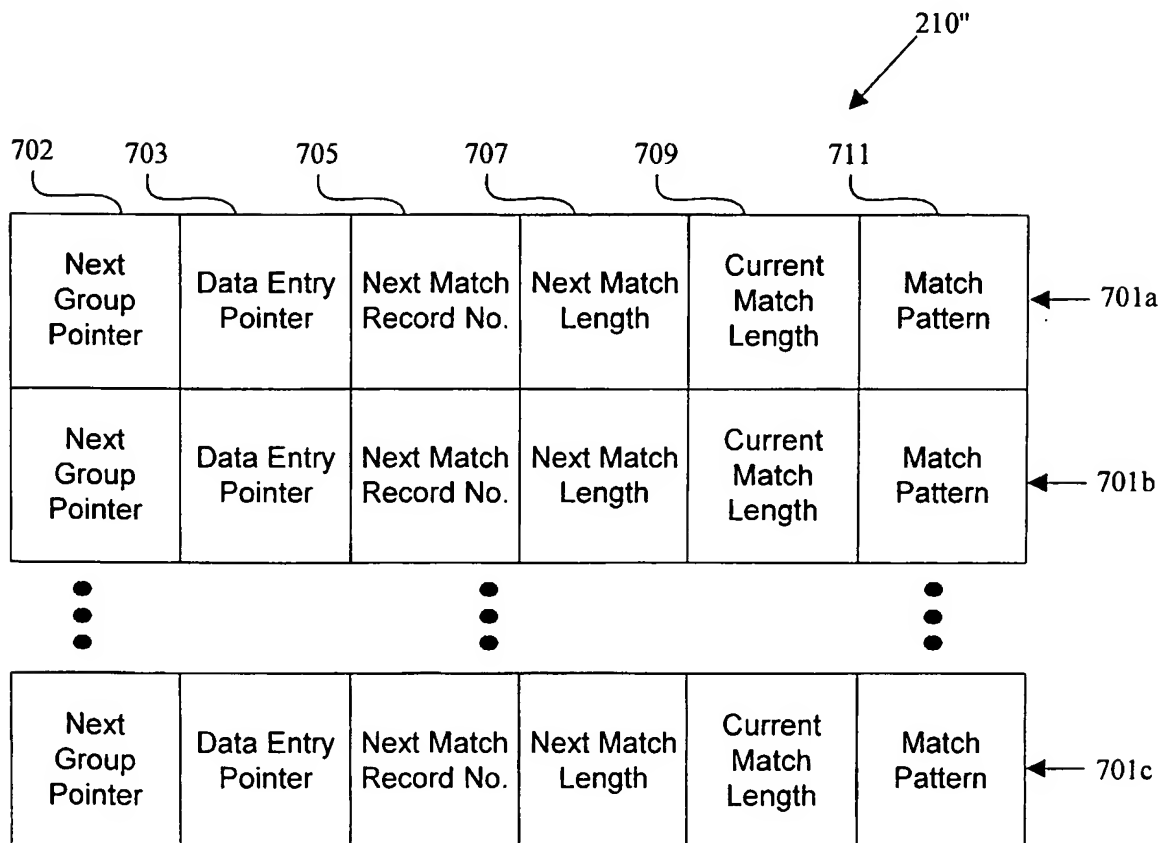 210"
702 703 705 707 709 711
Next Group Pointer Data Entry Pointer Next Match Record No. Next Match Length Current Match Length Match Pattern 701a
Next Group Pointer Data Entry Pointer Next Match Record No. Next Match Length Current Match Length Match Pattern 701b
Next Group Pointer Data Entry Pointer Next Match Record No. Next Match Length Current Match Length Match Pattern 701c